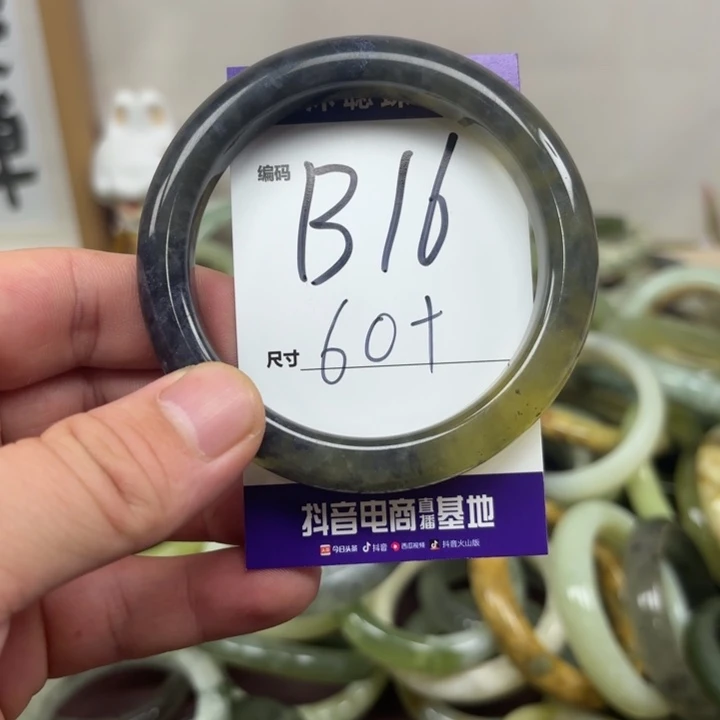 编码 B16
尺寸 60+
抖音电商直播基地
今日头条 抖音 西瓜视频 抖音火山版